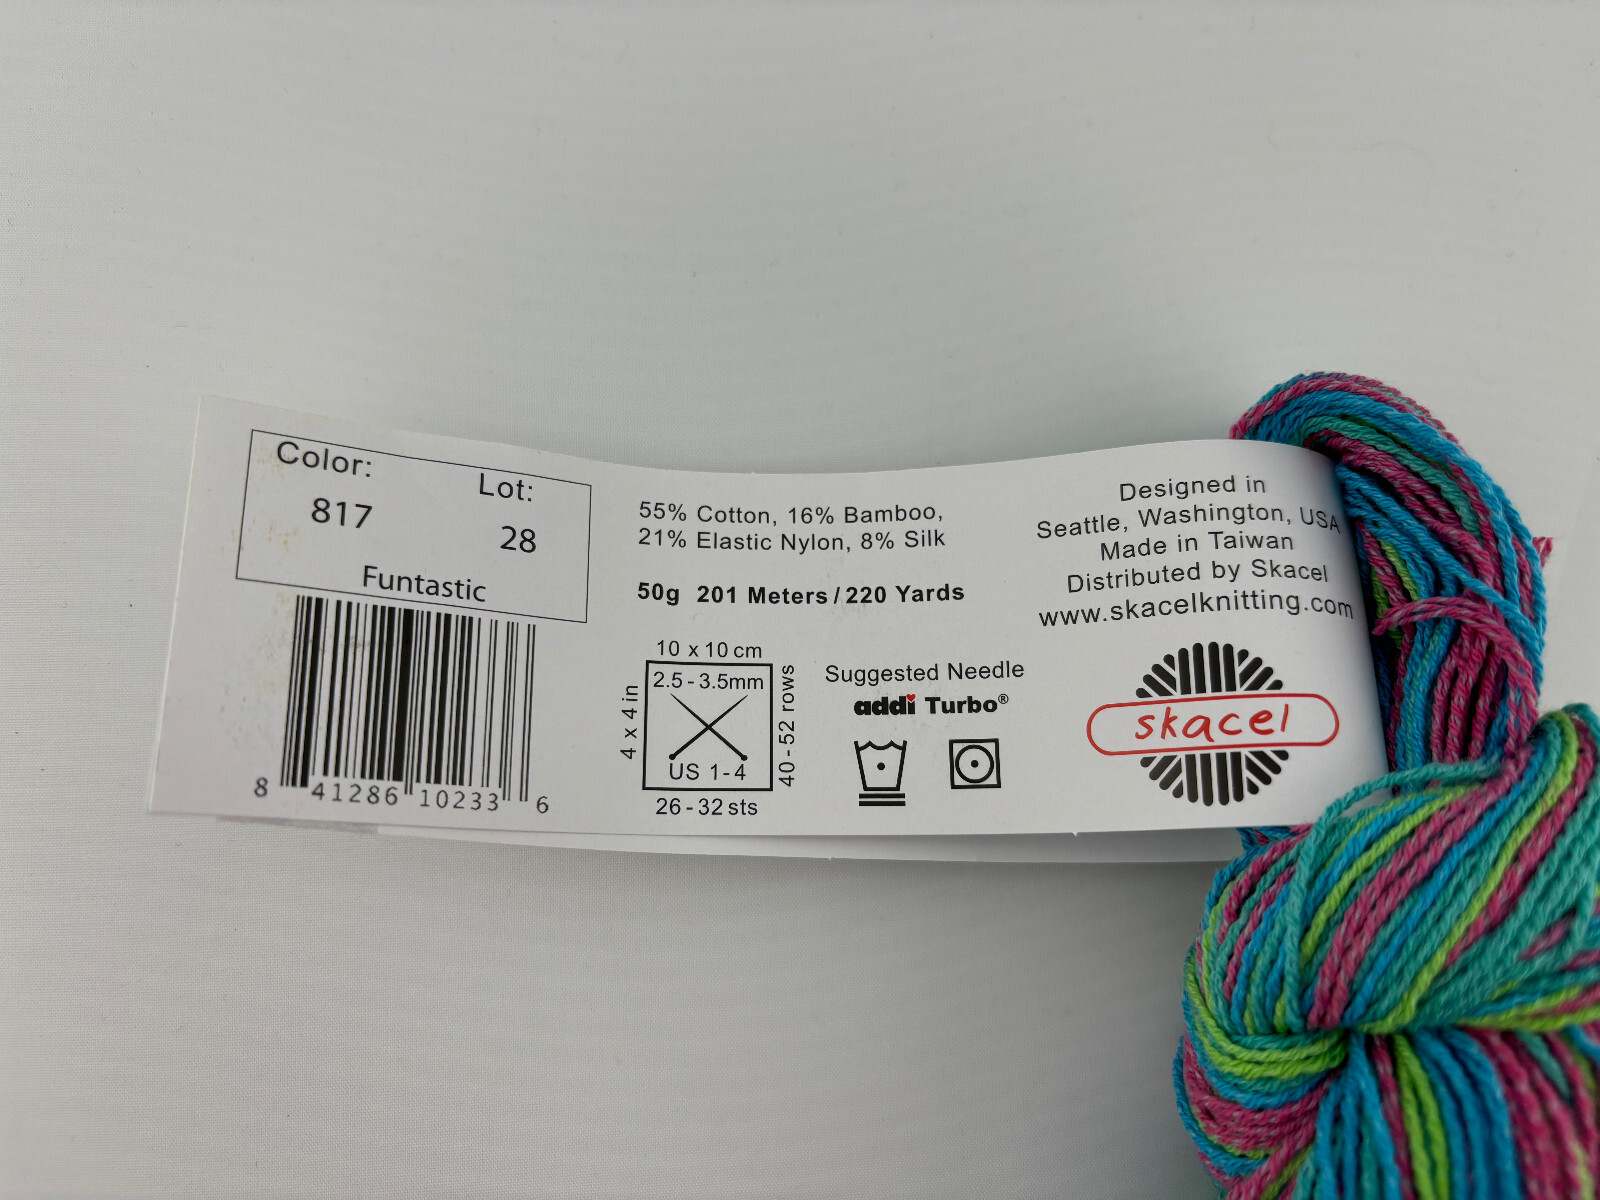 Color:
Lot:
817
28
Funtastic
8 41286 10233 6
55% Cotton, 16% Bamboo,
21% Elastic Nylon, 8% Silk
50g 201 Meters / 220 Yards
10 x 10 cm
4 x 4 in
2.5 - 3.5mm
US 1-4
40 - 52 rows
26 - 32 sts
Suggested Needle
addi Turbo®
Designed in
Seattle, Washington, USA
Made in Taiwan
Distributed by Skacel
www.skacelknitting.com
skacel